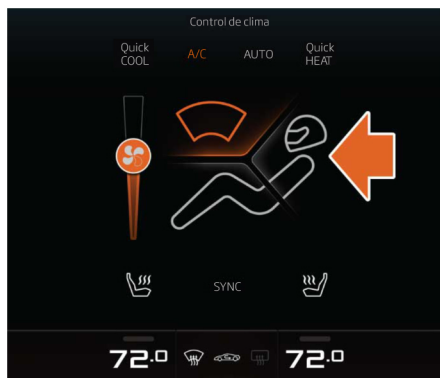 Control de clima
Quick
COOL
A/C
AUTO
Quick
HEAT
SYNC
72.0
72.0